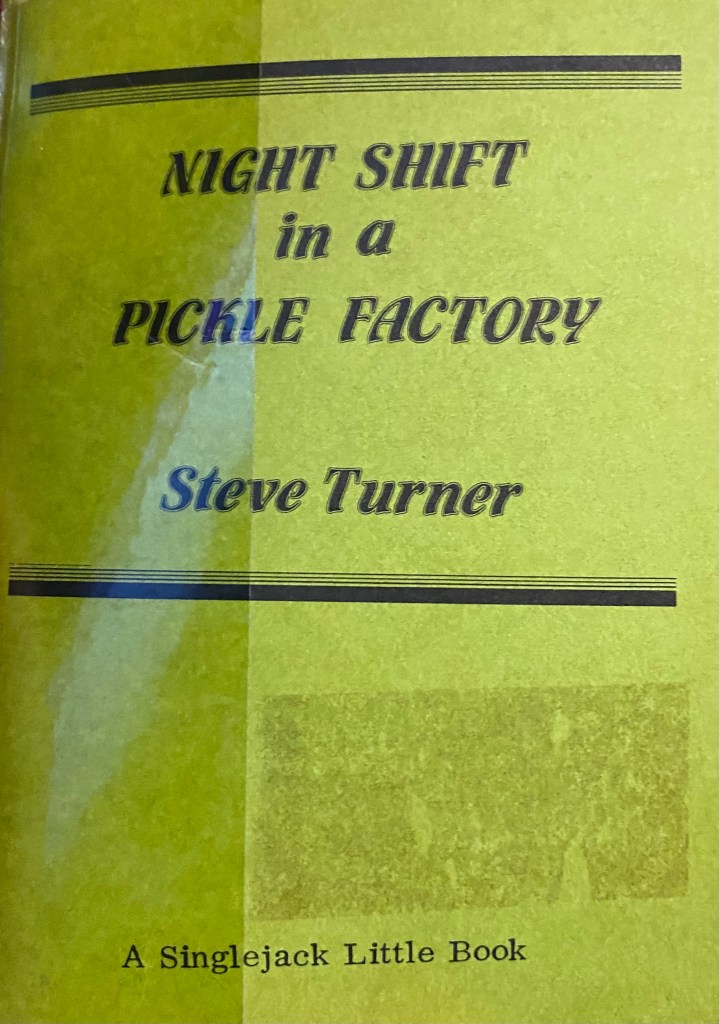 NIGHT SHIFT
in a
PICKLE FACTORY
Steve Turner
A Singlejack Little Book